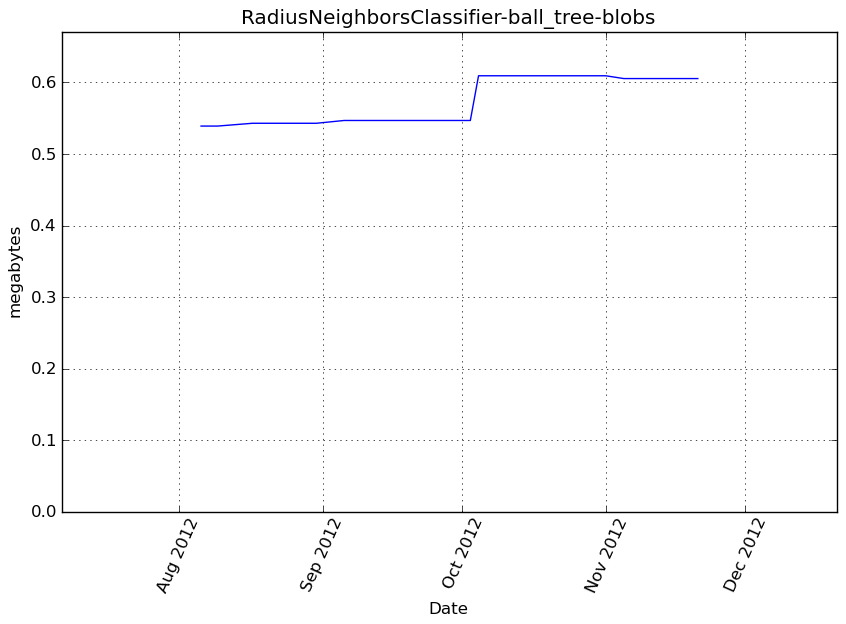 RadiusNeighborsClassifier-ball_tree-blobs
0.6
0.5
0.4
0.3
0.2
0.1
0.0
megabytes
Aug 2012
Sep 2012
Oct 2012
Nov 2012
Dec 2012
Date